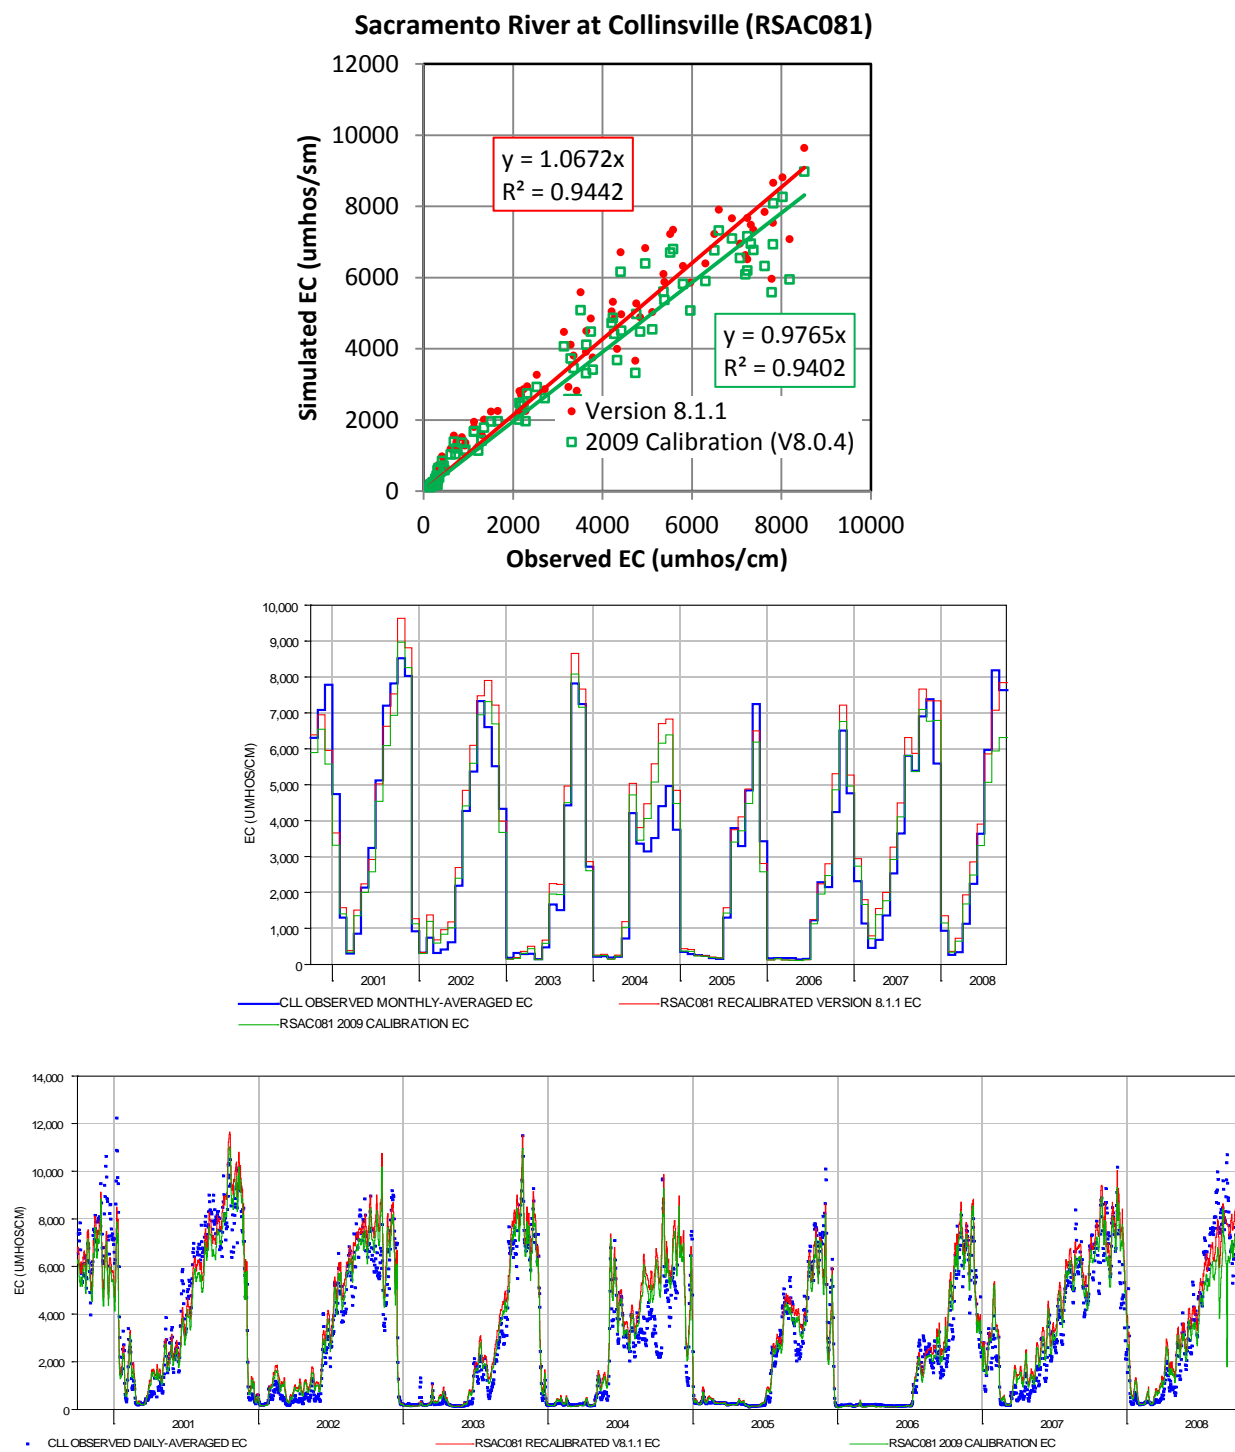 Sacramento River at Collinsville (RSAC081)
12000
10000
8000
6000
4000
2000
0
Simulated EC (umhos/sm)
y = 1.0672x
R² = 0.9442
y = 0.9765x
R² = 0.9402
Version 8.1.1
2009 Calibration (V8.0.4)
0 2000 4000 6000 8000 10000
Observed EC (umhos/cm)
10,000
9,000
8,000
7,000
6,000
5,000
4,000
3,000
2,000
1,000
0
EC (UMHOS/CM)
2001 2002 2003 2004 2005 2006 2007 2008
CLL OBSERVED MONTHLY-AVERAGED EC RSAC081 RECALIBRATED VERSION 8.1.1 EC
RSAC081 2009 CALIBRATION EC
14,000
12,000
10,000
8,000
6,000
4,000
2,000
0
EC (UMHOS/CM)
2001 2002 2003 2004 2005 2006 2007 2008
CLL OBSERVED DAILY-AVERAGED EC RSAC081 RECALIBRATED V8.1.1 EC RSAC081 2009 CALIBRATION EC